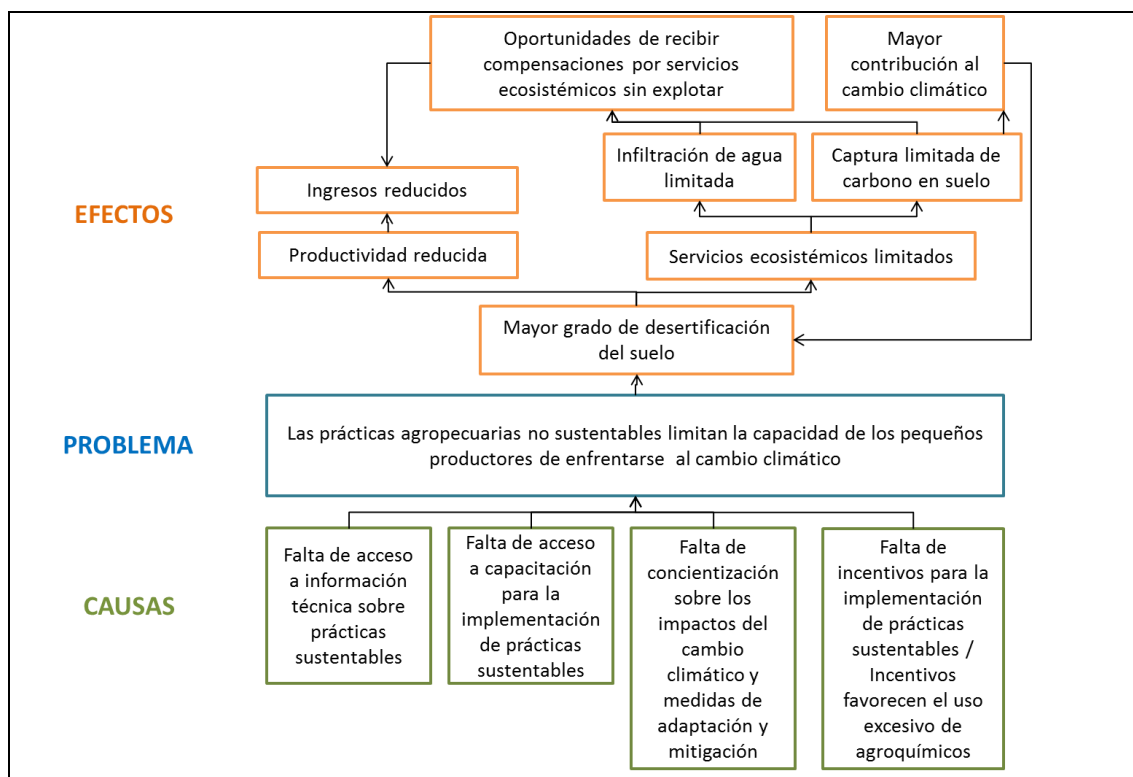 Oportunidades de recibir
compensaciones por servicios
ecosistémicos sin explotar
Mayor
contribución al
cambio climático
Infiltración de agua
limitada
Captura limitada de
carbono en suelo
Ingresos reducidos
EFECTOS
Productividad reducida
Servicios ecosistémicos limitados
Mayor grado de desertificación
del suelo
PROBLEMA
Las prácticas agropecuarias no sustentables limitan la capacidad de los pequeños
productores de enfrentarse al cambio climático
CAUSAS
Falta de acceso
a información
técnica sobre
prácticas
sustentables
Falta de acceso
a capacitación
para la
implementación
de prácticas
sustentables
Falta de
concientización
sobre los
impactos del
cambio
climático y
medidas de
adaptación y
mitigación
Falta de
incentivos para la
implementación
de prácticas
sustentables /
Incentivos
favorecen el uso
excesivo de
agroquímicos